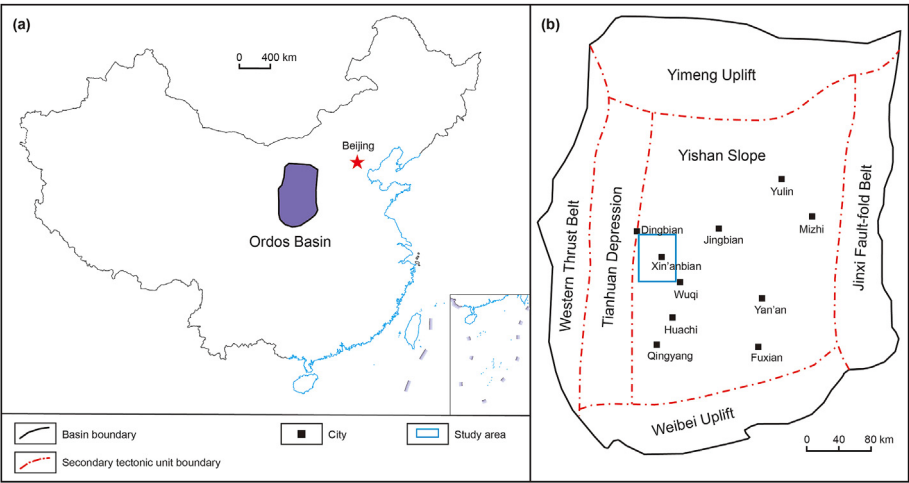 (a)
0 400 km
Beijing
Ordos Basin
Basin boundary
City
Study area
Secondary tectonic unit boundary
(b)
Yimeng Uplift
Yishan Slope
Yulin
Mizhi
Dingbian
Jingbian
Xin'anbian
Wuqi
Yan'an
Huachi
Qingyang
Fuxian
Western Thrust Belt
Tianhuan Depression
Jinxi Fault-fold Belt
Weibei Uplift
0 40 80 km